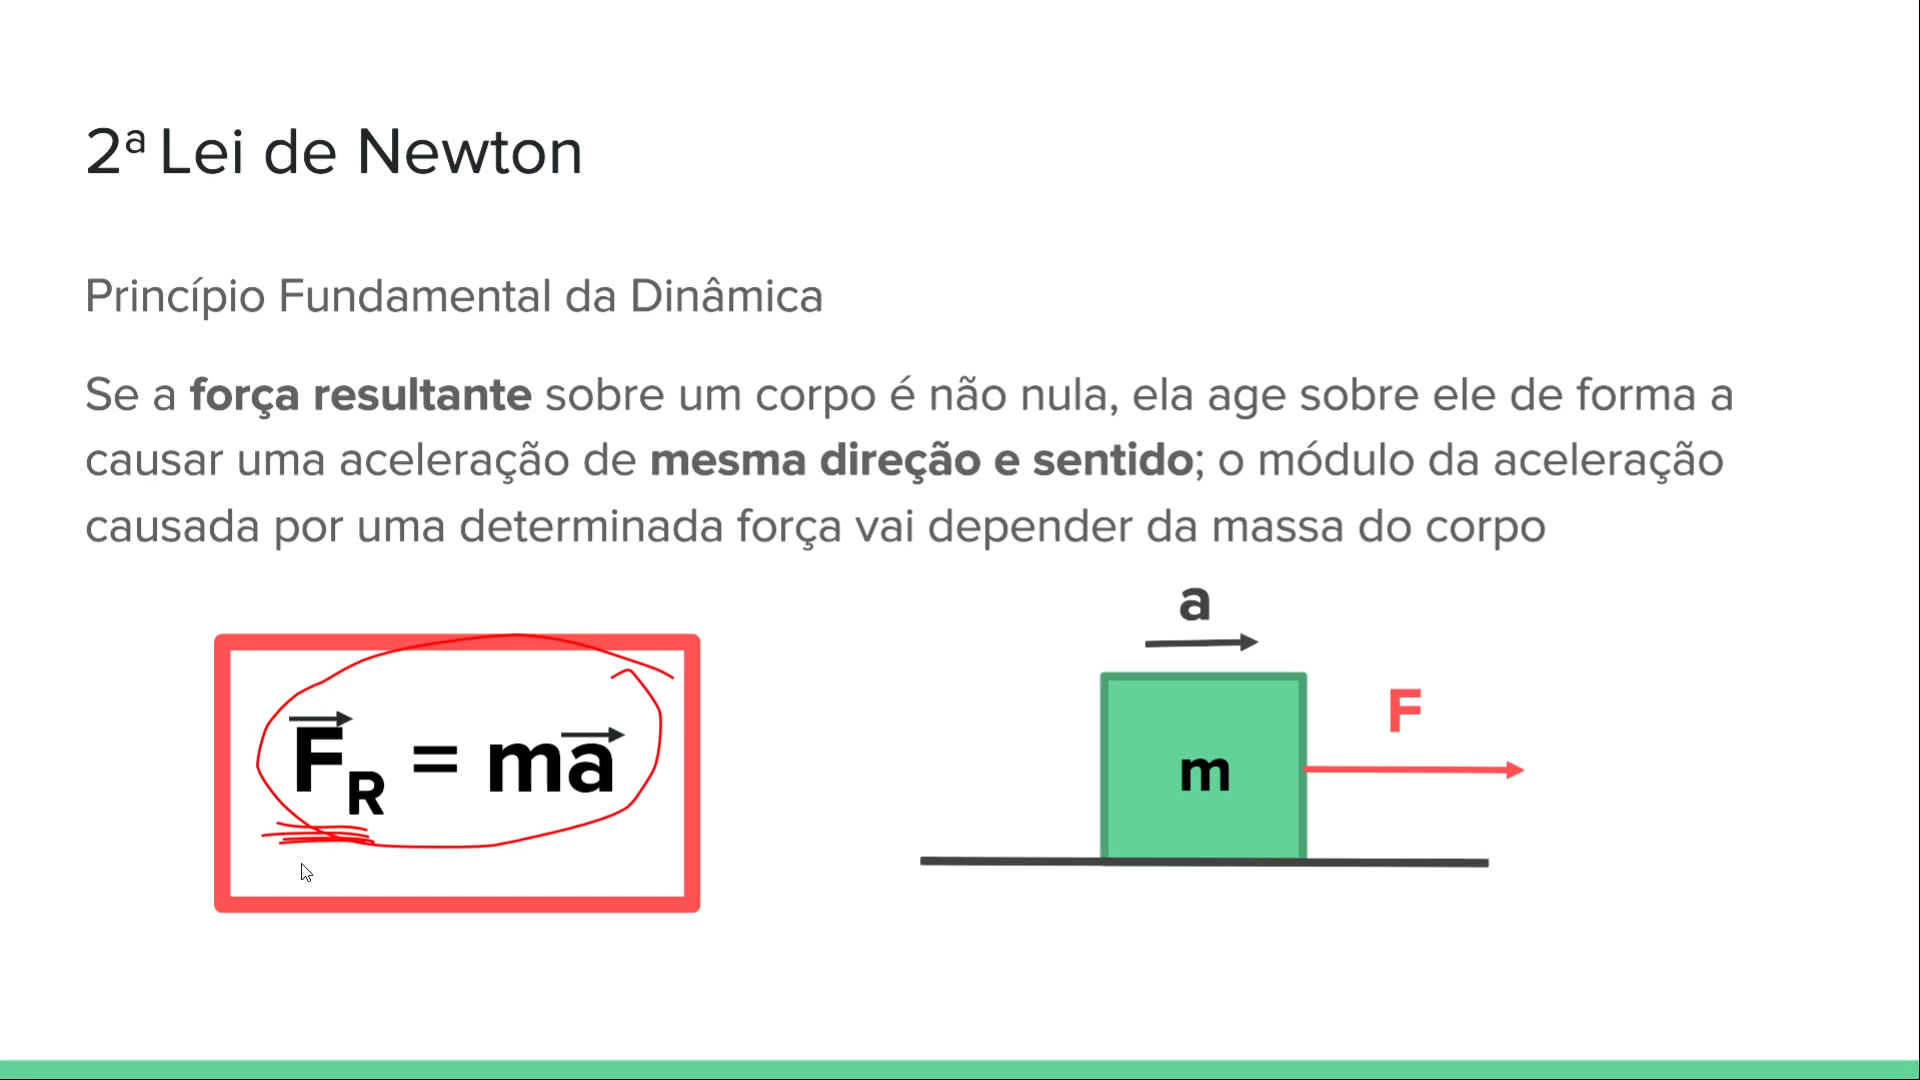 2ª Lei de Newton
Princípio Fundamental da Dinâmica
Se a força resultante sobre um corpo é não nula, ela age sobre ele de forma a
causar uma aceleração de mesma direção e sentido; o módulo da aceleração
causada por uma determinada força vai depender da massa do corpo
F⃗R = ma⃗
a
F
m